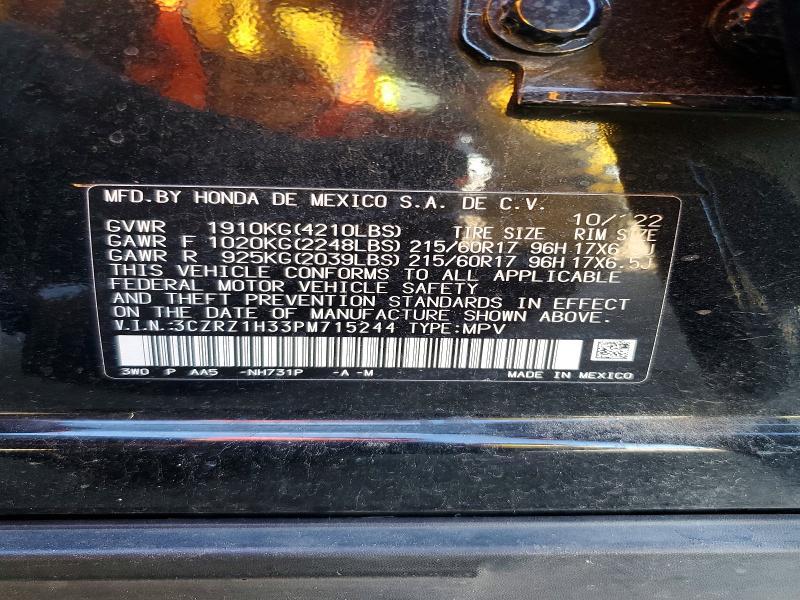 MFD.BY HONDA DE MEXICO S.A. DE C.V. 10/22
GVWR 1910KG(4210LBS) TIRE SIZE RIM SIZE
GAWR F 1020KG(2248LBS) 215/60R17 96H 17X6.5J
GAWR R 925KG(2039LBS) 215/60R17 96H 17X6.5J
THIS VEHICLE CONFORMS TO ALL APPLICABLE
FEDERAL MOTOR VEHICLE SAFETY
AND THEFT PREVENTION STANDARDS IN EFFECT
ON THE DATE OF MANUFACTURE SHOWN ABOVE.
V.I.N.:3CZRZ1H33PM715244 TYPE:MPV
3W0 P AA5 -NH731P -A -M MADE IN MEXICO